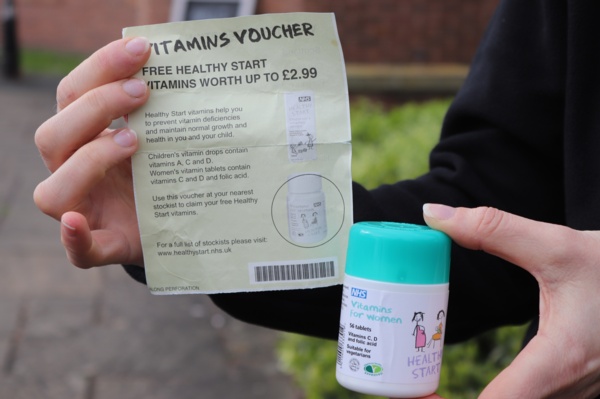 VITAMINS VOUCHER
FREE HEALTHY START
VITAMINS WORTH UP TO £2.99
Healthy Start vitamins help you
to prevent vitamin deficiencies
and maintain normal growth and
health in you and your child.
Children's vitamin drops contain
vitamins A, C and D.
Women's vitamin tablets contain
vitamins C and D and folic acid.
Use this voucher at your nearest
stockist to claim your free Healthy
Start vitamins.
For a full list of stockists please visit:
www.healthystart.nhs.uk
ALONG PERFORATION
NHS
Vitamins
for Women
56 tablets
Vitamins C, D
and folic acid
Suitable for
vegetarians
HEALTHY
START